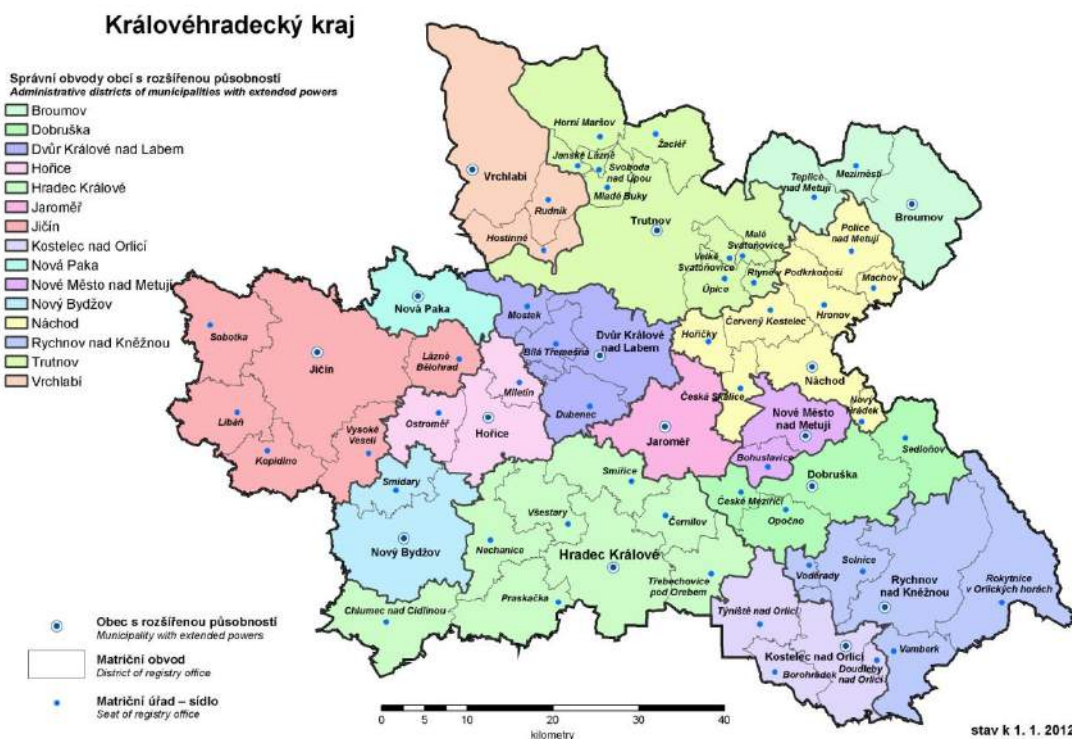 Královéhradecký kraj
Správní obvody obcí s rozšířenou působností
Administrative districts of municipalities with extended powers
Broumov
Dobruška
Dvůr Králové nad Labem
Hořice
Hradec Králové
Jaroměř
Jičín
Kostelec nad Orlicí
Nová Paka
Nové Město nad Metují
Nový Bydžov
Náchod
Rychnov nad Kněžnou
Trutnov
Vrchlabí
Obec s rozšířenou působností
Municipality with extended powers
Matriční obvod
District of registry office
Matriční úřad – sídlo
Seat of registry office
Horní Maršov
Žacléř
Janské Lázně
Svoboda
nad Úpou
Mladé Buky
Vrchlabí
Rudník
Hostinné
Trutnov
Teplice
nad Metují
Meziměstí
Broumov
Malé
Svatoňovice
Velké
Svatoňovice
Úpice
Rtyně v Podkrkonoší
Police
nad Metují
Machov
Hronov
Červený Kostelec
Hořičky
Náchod
Česká Skalice
Nový
Hrádek
Nová Paka
Mostek
Bílá Třemešná
Dvůr Králové
nad Labem
Dubenec
Sobotka
Jičín
Lázně
Bělohrad
Libáň
Kopidlno
Vysoké
Veselí
Miletín
Ostroměř
Hořice
Jaroměř
Nové Město
nad Metují
Bohuslavice
Sedloňov
Dobruška
České Meziříčí
Opočno
Smidary
Nový Bydžov
Smiřice
Všestary
Černilov
Nechanice
Hradec Králové
Třebechovice
pod Orebem
Praskačka
Chlumec nad Cidlinou
Voděrady
Solnice
Rychnov
nad Kněžnou
Rokytnice
v Orlických horách
Týniště nad Orlicí
Kostelec nad Orlicí
Doudleby
nad Orlicí
Borohrádek
Vamberk
0 5 10 20 30 40
kilometry
stav k 1. 1. 2012